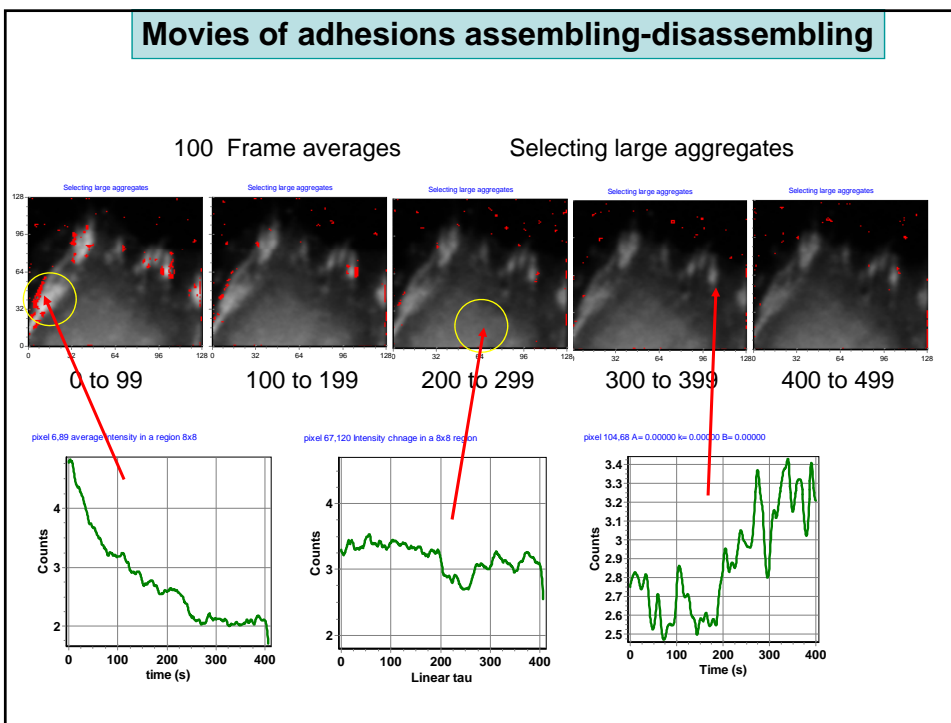 Movies of adhesions assembling-disassembling
100 Frame averages
Selecting large aggregates
Selecting large aggregates
Selecting large aggregates
Selecting large aggregates
Selecting large aggregates
Selecting large aggregates
128
96
64
32
0
0 32 64 96 128
32 64 96 128
32 64 96 128
32 64 96 1280
32 64 96 128
0 to 99
100 to 199
200 to 299
300 to 399
400 to 499
pixel 6,89 average intensity in a region 8x8
Counts
4
3
2
0 100 200 300 400
time (s)
pixel 67,120 Intensity chnage in a 8x8 region
Counts
4
3
2
0 100 200 300 400
Linear tau
pixel 104,68 A= 0.00000 k= 0.00000 B= 0.00000
Counts
3.4
3.3
3.2
3.1
3.0
2.9
2.8
2.7
2.6
2.5
0 100 200 300 400
Time (s)